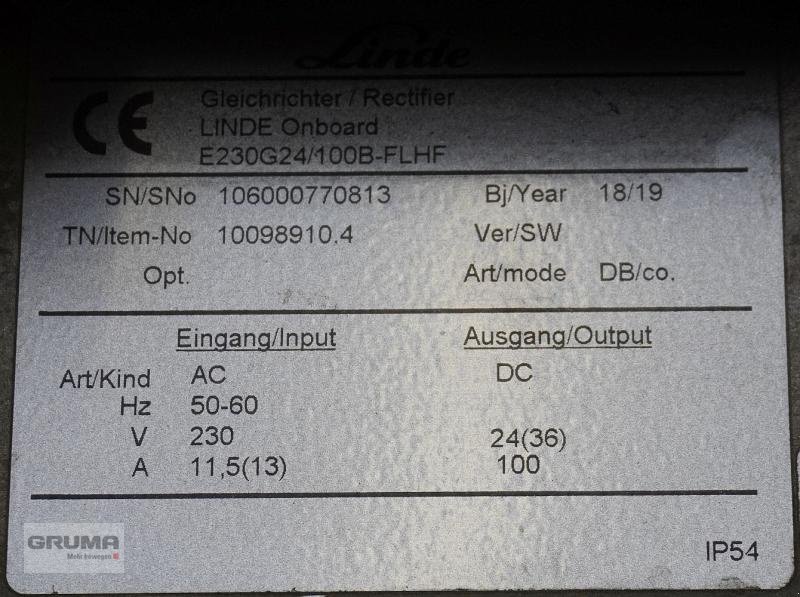 Linde
CE
Gleichrichter / Rectifier
LINDE Onboard
E230G24/100B-FLHF
SN/SNo 106000770813 Bj/Year 18/19
TN/Item-No 10098910.4 Ver/SW
Opt. Art/mode DB/co.
Eingang/Input Ausgang/Output
Art/Kind AC DC
Hz 50-60
V 230 24(36)
A 11,5(13) 100
IP54
GRUMA
Mehr bewegen